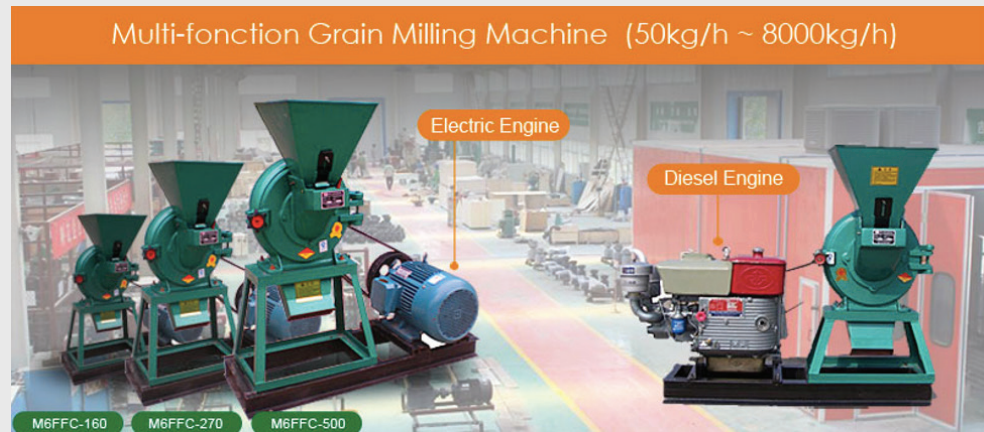 Multi-fonction Grain Milling Machine (50kg/h ~ 8000kg/h)
Electric Engine
Diesel Engine
M6FFC-160
M6FFC-270
M6FFC-500